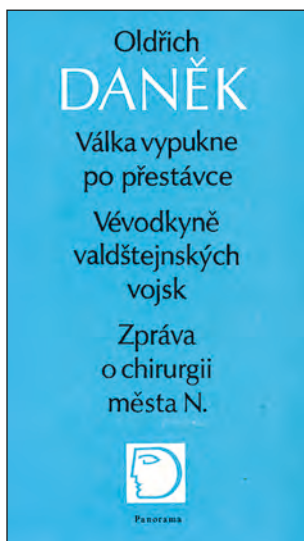 Oldřich
DANĚK
Válka vypukne
po přestávce
Vévodkyně
valdštejnských
vojsk
Zpráva
o chirurgii
města N.
Panorama